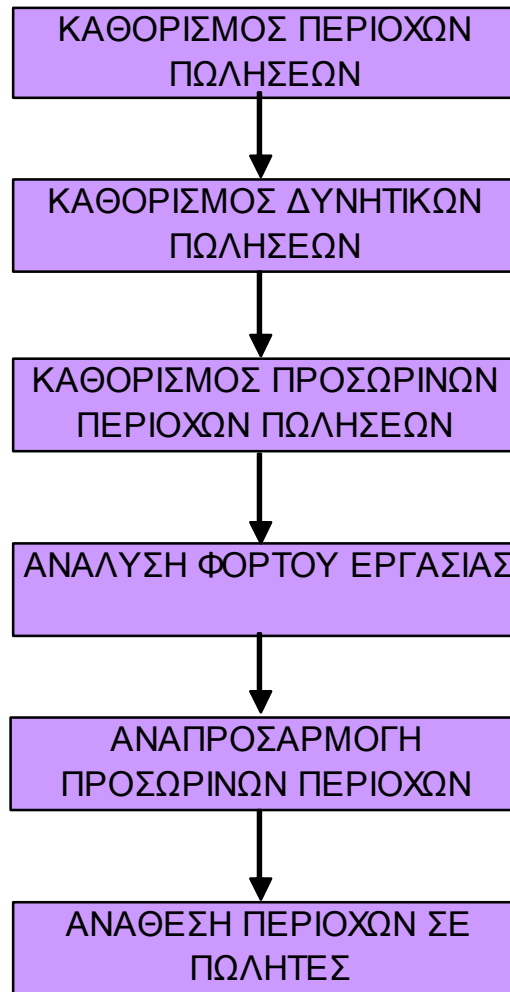 ΚΑΘΟΡΙΣΜΟΣ ΠΕΡΙΟΧΩΝ
ΠΩΛΗΣΕΩΝ
ΚΑΘΟΡΙΣΜΟΣ ΔΥΝΗΤΙΚΩΝ
ΠΩΛΗΣΕΩΝ
ΚΑΘΟΡΙΣΜΟΣ ΠΡΟΣΩΡΙΝΩΝ
ΠΕΡΙΟΧΩΝ ΠΩΛΗΣΕΩΝ
ΑΝΑΛΥΣΗ ΦΟΡΤΟΥ ΕΡΓΑΣΙΑΣ
ΑΝΑΠΡΟΣΑΡΜΟΓΗ
ΠΡΟΣΩΡΙΝΩΝ ΠΕΡΙΟΧΩΝ
ΑΝΑΘΕΣΗ ΠΕΡΙΟΧΩΝ ΣΕ
ΠΩΛΗΤΕΣ